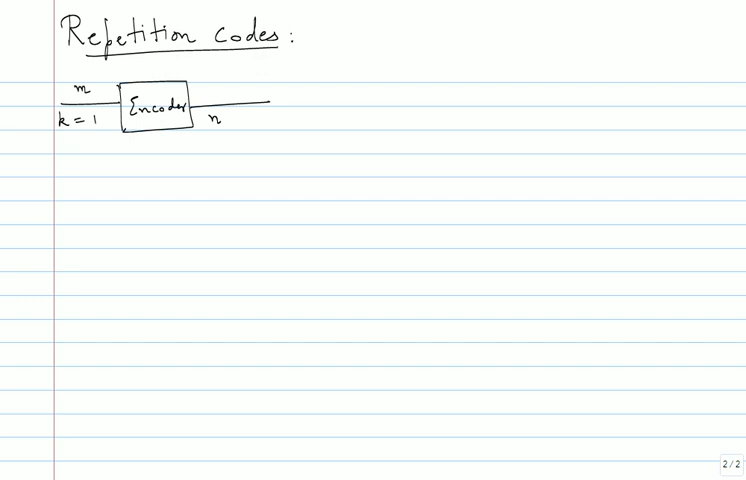 Repetition codes:
m
Encoder
k = 1
n
2/2